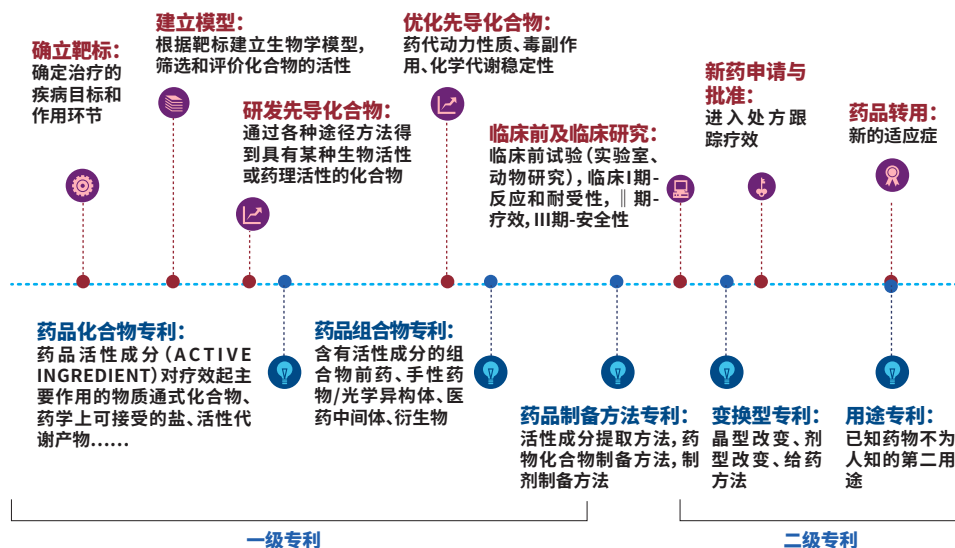 确立靶标：
确定治疗的
疾病目标和
作用环节
建立模型：
根据靶标建立生物学模型，
筛选和评价化合物的活性
研发先导化合物：
通过各种途径方法得
到具有某种生物活性
或药理活性的化合物
优化先导化合物：
药代动力性质、毒副作
用、化学代谢稳定性
临床前及临床研究：
临床前试验（实验室、
动物研究），临床I期-
反应和耐受性，‖期-
疗效，III期-安全性
新药申请与
批准：
进入处方跟
踪疗效
药品转用：
新的适应症
药品化合物专利：
药品活性成分（ACTIVE
INGREDIENT）对疗效起主
要作用的物质通式化合物、
药学上可接受的盐、活性代
谢产物……
药品组合物专利：
含有活性成分的组
合物前药、手性药
物/光学异构体、医
药中间体、衍生物
药品制备方法专利：
活性成分提取方法，药
物化合物制备方法，制
剂制备方法
变换型专利：
晶型改变、剂
型改变、给药
方法
用途专利：
已知药物不为
人知的第二用
途
一级专利
二级专利